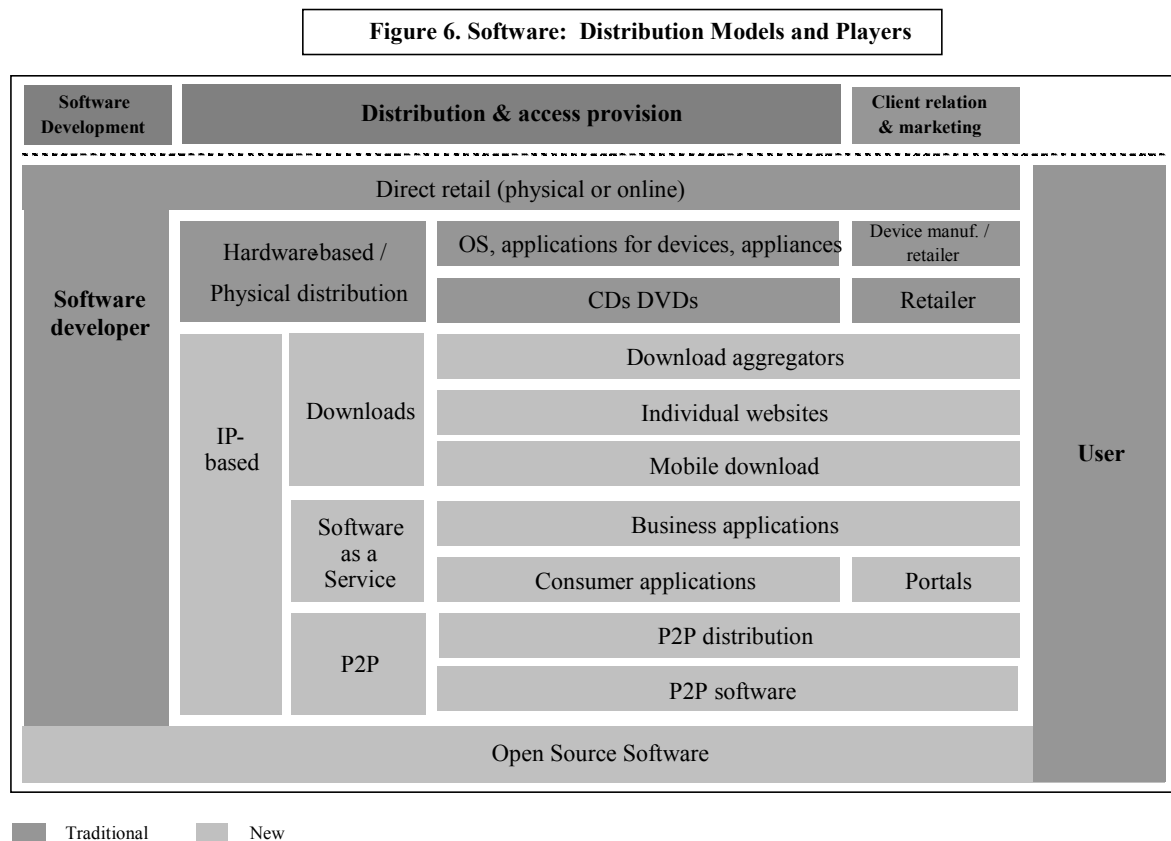 Figure 6. Software: Distribution Models and Players
Software
Development
Distribution & access provision
Client relation
& marketing
Direct retail (physical or online)
Software
developer
Hardware-based /
Physical distribution
OS, applications for devices, appliances
Device manuf. /
retailer
CDs DVDs
Retailer
IP-
based
Downloads
Download aggregators
Individual websites
Mobile download
Software
as a
Service
Business applications
Consumer applications
Portals
P2P
P2P distribution
P2P software
User
Open Source Software
Traditional
New